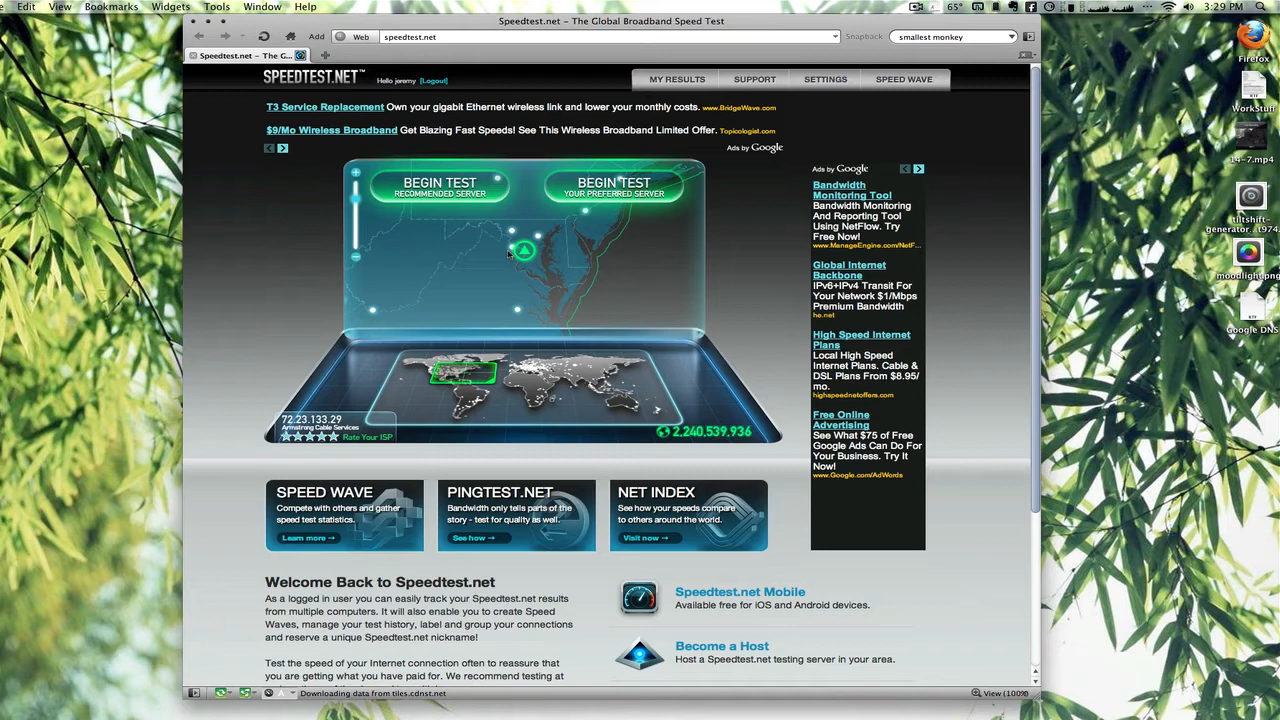 Edit View Bookmarks Widgets Tools Window Help
65°
3:29 PM
Speedtest.net – The Global Broadband Speed Test
Add Web speedtest.net Snapback smallest monkey
Speedtest.net – The G...
SPEEDTEST.NET™ Hello jeremy [Logout]
MY RESULTS SUPPORT SETTINGS SPEED WAVE
T3 Service Replacement Own your gigabit Ethernet wireless link and lower your monthly costs. www.BridgeWave.com
$9/Mo Wireless Broadband Get Blazing Fast Speeds! See This Wireless Broadband Limited Offer. Topicologist.com
Ads by Google
BEGIN TEST
RECOMMENDED SERVER
BEGIN TEST
YOUR PREFERRED SERVER
72.23.133.29
Armstrong Cable Services
Rate Your ISP
2,240,539,936
Ads by Google
Bandwidth
Monitoring Tool
Bandwidth Monitoring
And Reporting Tool
Using NetFlow. Try
Free Now!
www.ManageEngine.com/NetF...
Global Internet
Backbone
IPv6+IPv4 Transit For
Your Network $1/Mbps
Premium Bandwidth
he.net
High Speed Internet
Plans
Local High Speed
Internet Plans. Cable &
DSL Plans From $8.95/
mo.
highspeednetoffers.com
Free Online
Advertising
See What $75 of Free
Google Ads Can Do For
Your Business. Try It
Now!
www.Google.com/AdWords
SPEED WAVE
Compete with others and gather
speed test statistics.
Learn more →
PINGTEST.NET
Bandwidth only tells parts of the
story - test for quality as well.
See how →
NET INDEX
See how your speeds compare
to others around the world.
Visit now →
Welcome Back to Speedtest.net
As a logged in user you can easily track your Speedtest.net results
from multiple computers. It will also enable you to create Speed
Waves, manage your test history, label and group your connections
and reserve a unique Speedtest.net nickname!
Test the speed of your Internet connection often to reassure that
you are getting what you have paid for. We recommend testing at
Speedtest.net Mobile
Available free for iOS and Android devices.
Become a Host
Host a Speedtest.net testing server in your area.
Downloading data from tiles.cdnst.net
View (100%)
Firefox
WorkStuff
14-7.mp4
tiltshift-
generator...t974.
moodlight.png
Google DNS